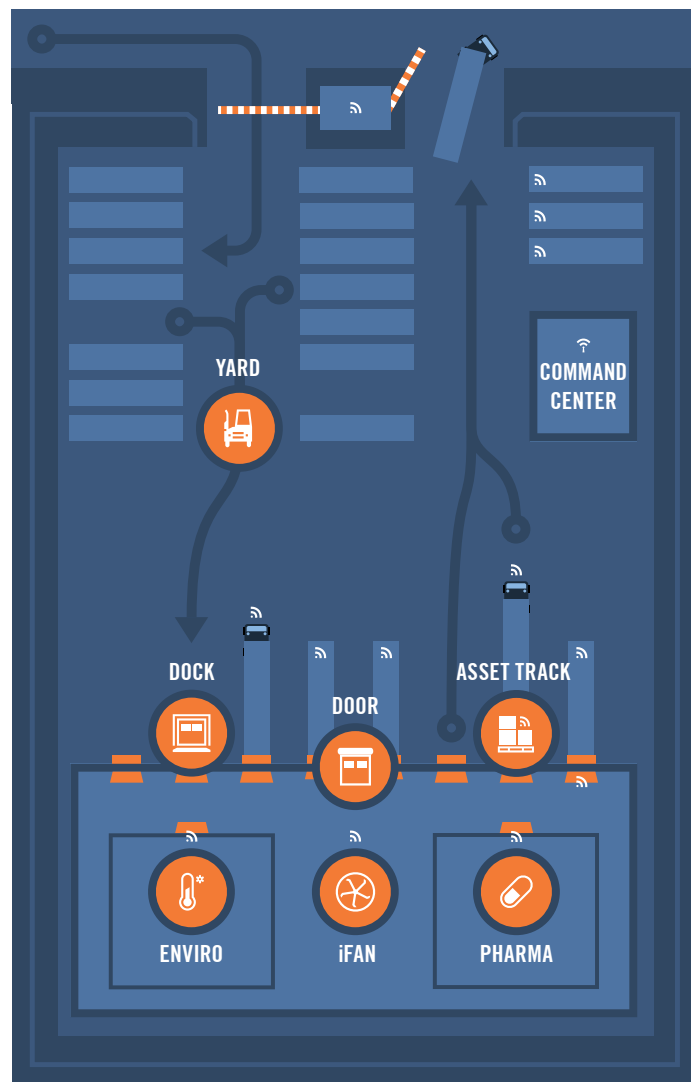 COMMAND
CENTER
YARD
DOCK
ASSET TRACK
DOOR
ENVIRO
iFAN
PHARMA